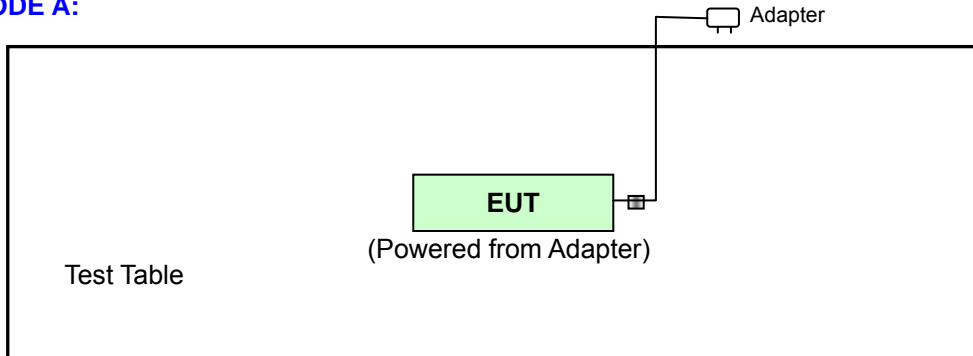 ODE A:
Adapter
EUT
(Powered from Adapter)
Test Table